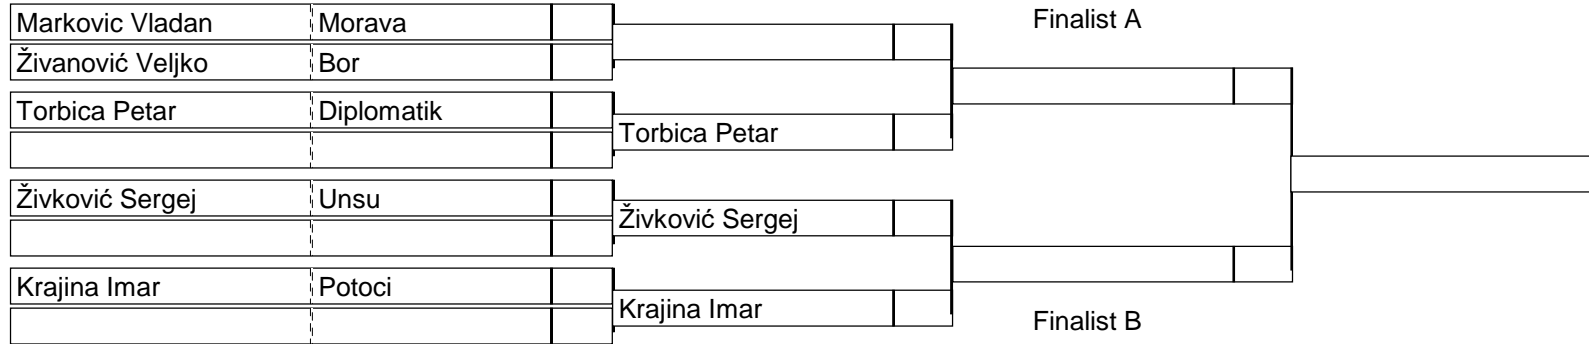 Markovic Vladan Morava
Finalist A
Živanović Veljko Bor
Torbica Petar Diplomatik
Torbica Petar
Živković Sergej Unsu
Živković Sergej
Krajina Imar Potoci
Krajina Imar
Finalist B